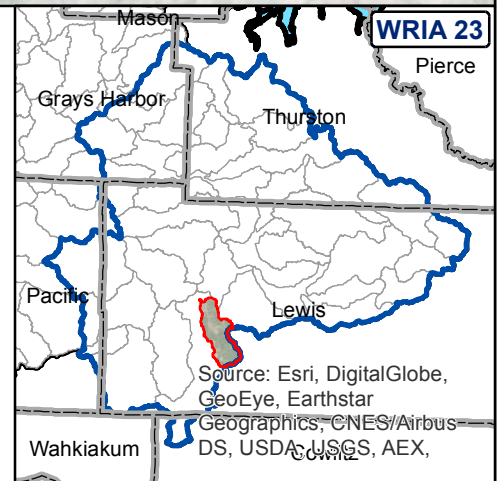 Mason
WRIA 23
Pierce
Grays Harbor
Thurston
Pacific
Lewis
Source: Esri, DigitalGlobe,
GeoEye, Earthstar
Geographics, CNES/Airbus
DS, USDA, USGS, AEX,
Wahkiakum
Cowlitz